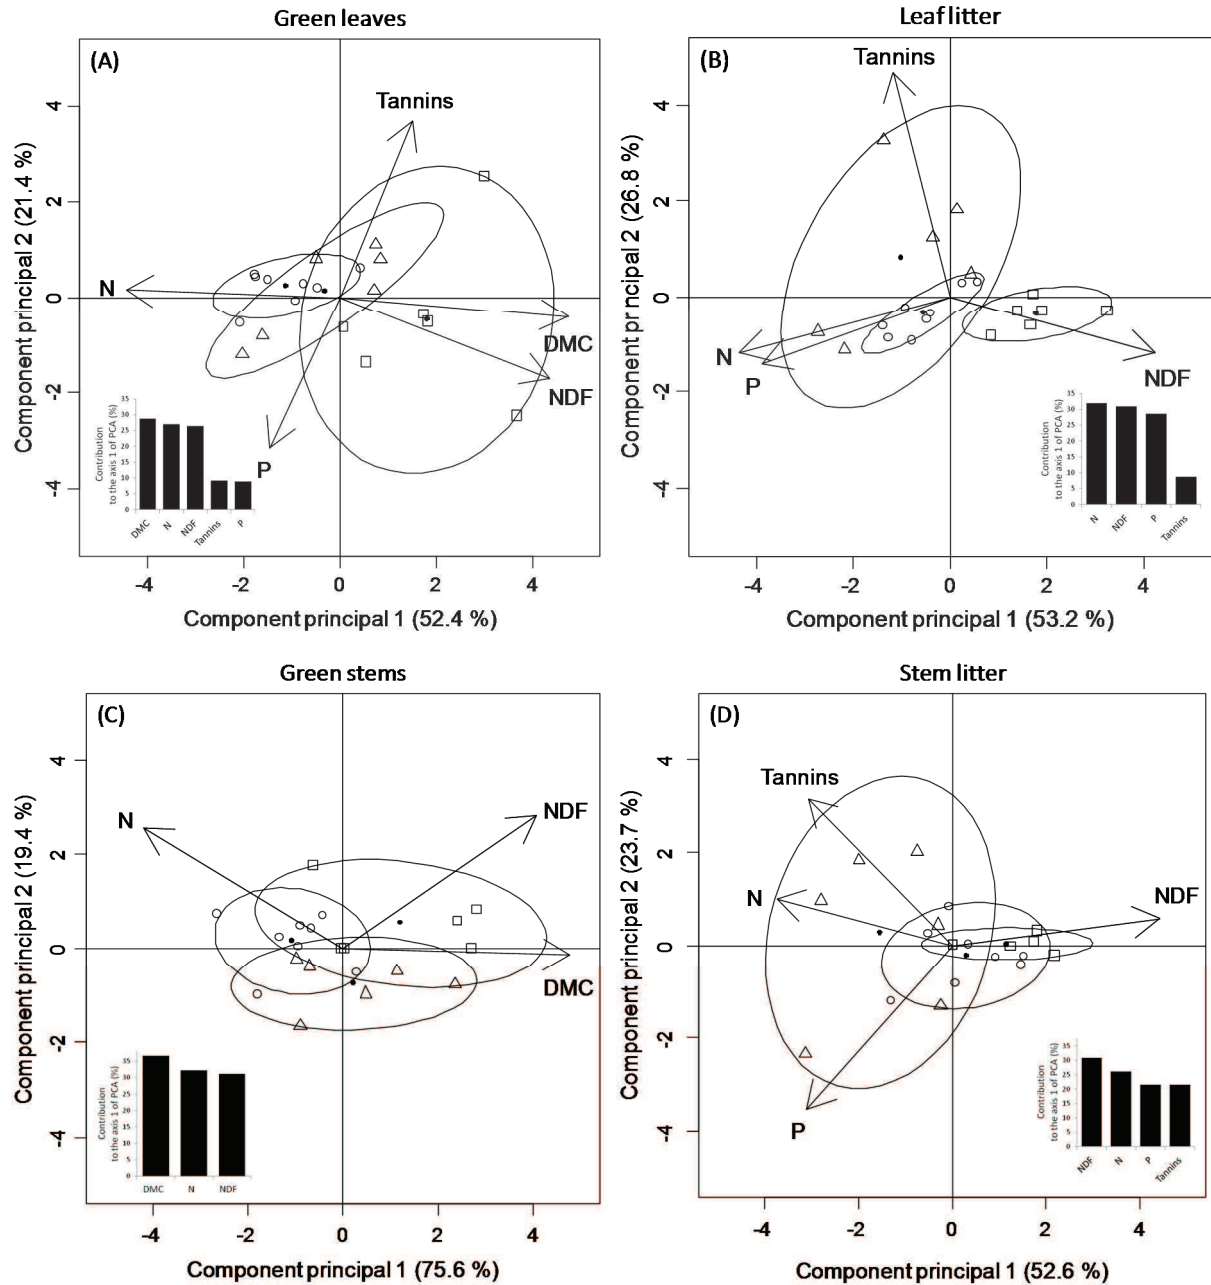 Green leaves
(A)
Tannins
N
DMC
NDF
P
Component principal 2 (21.4 %)
4
2
0
-2
-4
Contribution
to the axis 1 of PCA (%)
35
30
25
20
15
10
5
0
DMC
N
NDF
Tannins
P
-4
-2
0
2
4
Component principal 1 (52.4 %)
Leaf litter
(B)
Tannins
N
P
NDF
Component principal 2 (26.8 %)
4
2
0
-2
-4
Contribution
to the axis 1 of PCA (%)
35
30
25
20
15
10
5
0
N
NDF
P
Tannins
-4
-2
0
2
4
Component principal 1 (53.2 %)
Green stems
(C)
N
NDF
DMC
Component principal 2 (19.4 %)
4
2
0
-2
-4
Contribution
to the axis 1 of PCA (%)
35
30
25
20
15
10
5
0
DMC
N
NDF
-4
-2
0
2
4
Component principal 1 (75.6 %)
Stem litter
(D)
Tannins
N
NDF
P
Component principal 2 (23.7 %)
4
2
0
-2
-4
Contribution
to the axis 1 of PCA (%)
35
30
25
20
15
10
5
0
NDF
N
P
Tannins
-4
-2
0
2
4
Component principal 1 (52.6 %)